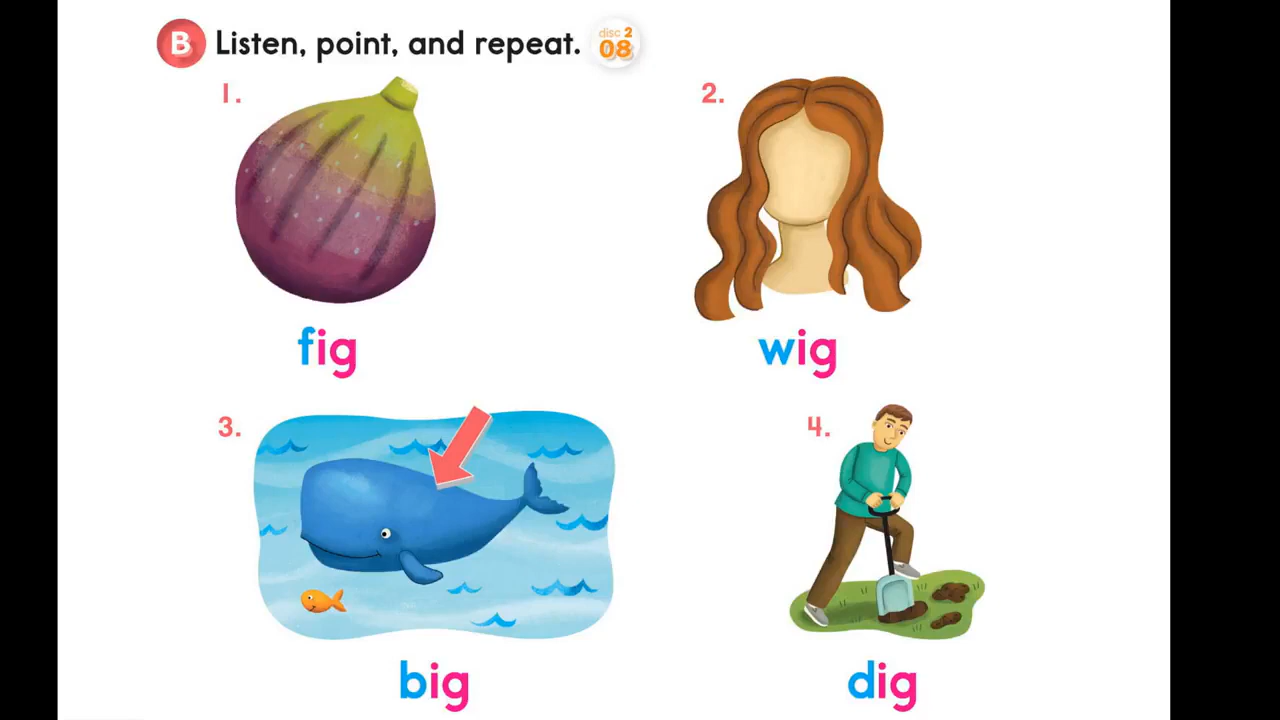 B Listen, point, and repeat. disc 2 08
1.
fig
2.
wig
3.
big
4.
dig